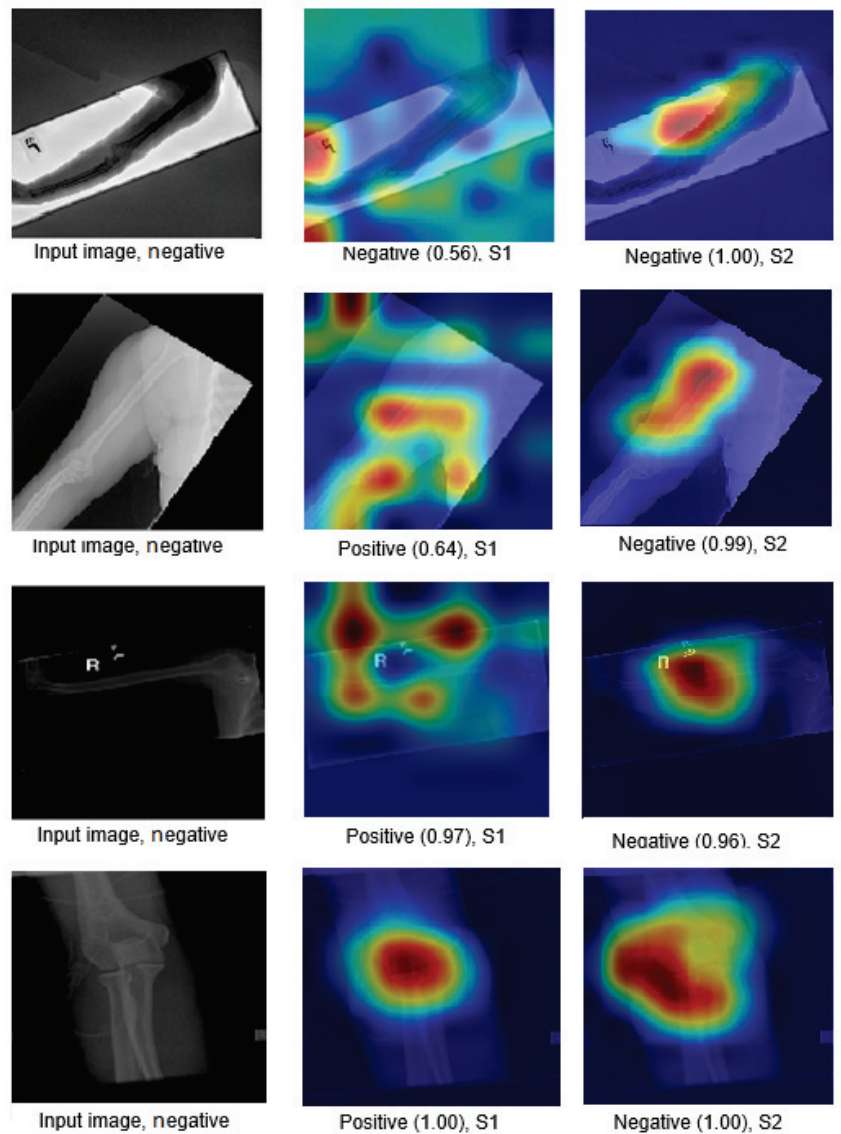 Input image, negative
Negative (0.56), S1
Negative (1.00), S2
Input image, negative
Positive (0.64), S1
Negative (0.99), S2
R
R
Input image, negative
Positive (0.97), S1
Negative (0.96), S2
Input image, negative
Positive (1.00), S1
Negative (1.00), S2